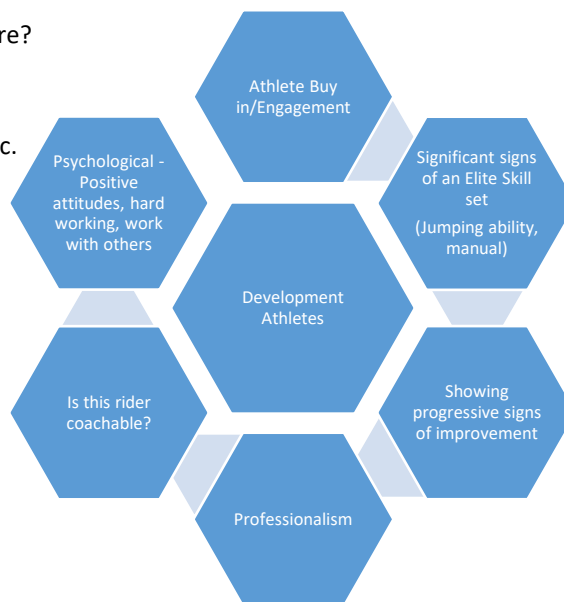 re?
c.
Athlete Buy
in/Engagement
Significant signs
of an Elite Skill
set
(Jumping ability,
manual)
Showing
progressive signs
of improvement
Professionalism
Is this rider
coachable?
Psychological -
Positive
attitudes, hard
working, work
with others
Development
Athletes